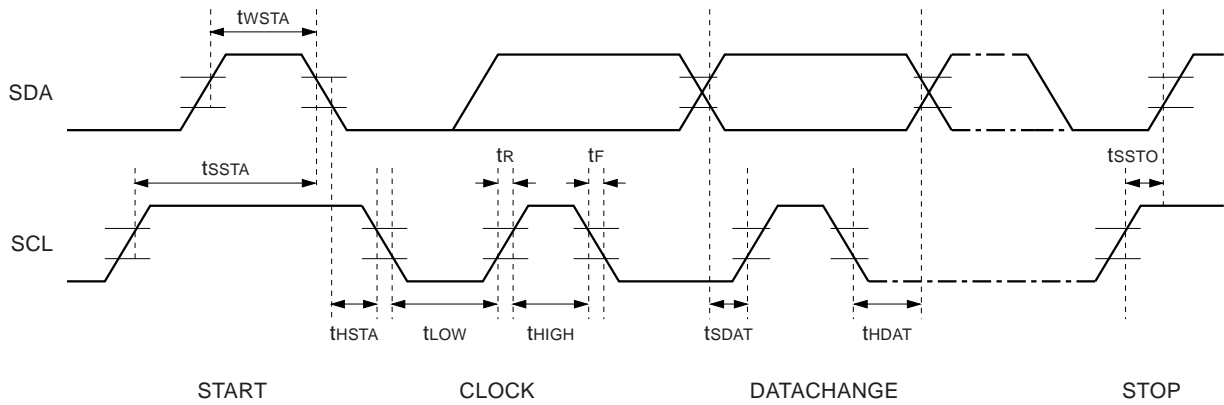 tWSTA
SDA
tSSTA
tR
tF
tSSTO
SCL
tHSTA
tLOW
tHIGH
tSDAT
tHDAT
START
CLOCK
DATACHANGE
STOP